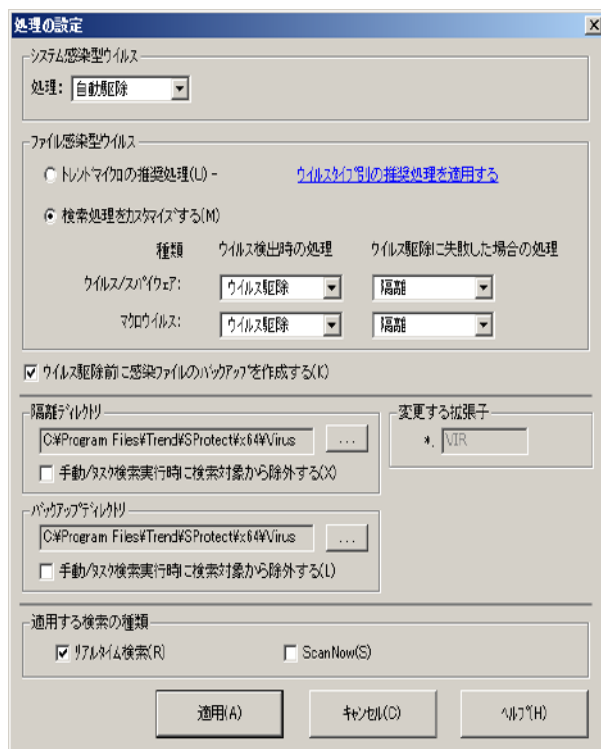 処理の設定
システム感染型ウイルス
処理: 自動駆除
ファイル感染型ウイルス
トレンドマイクロの推奨処理(L) - ウイルスタイプ別の推奨処理を適用する
検索処理をカスタマイズする(M)
種類 ウイルス検出時の処理 ウイルス駆除に失敗した場合の処理
ウイルス/スパイウェア: ウイルス駆除 隔離
マクロウイルス: ウイルス駆除 隔離
ウイルス駆除前に感染ファイルのバックアップを作成する(K)
隔離ディレクトリ
C:¥Program Files¥Trend¥SProtect¥x64¥Virus ...
手動/タスク検索実行時に検索対象から除外する(X)
変更する拡張子
*. VIR
バックアップディレクトリ
C:¥Program Files¥Trend¥SProtect¥x64¥Virus ...
手動/タスク検索実行時に検索対象から除外する(L)
適用する検索の種類
リアルタイム検索(R) ScanNow(S)
適用(A) キャンセル(C) ヘルプ(H)